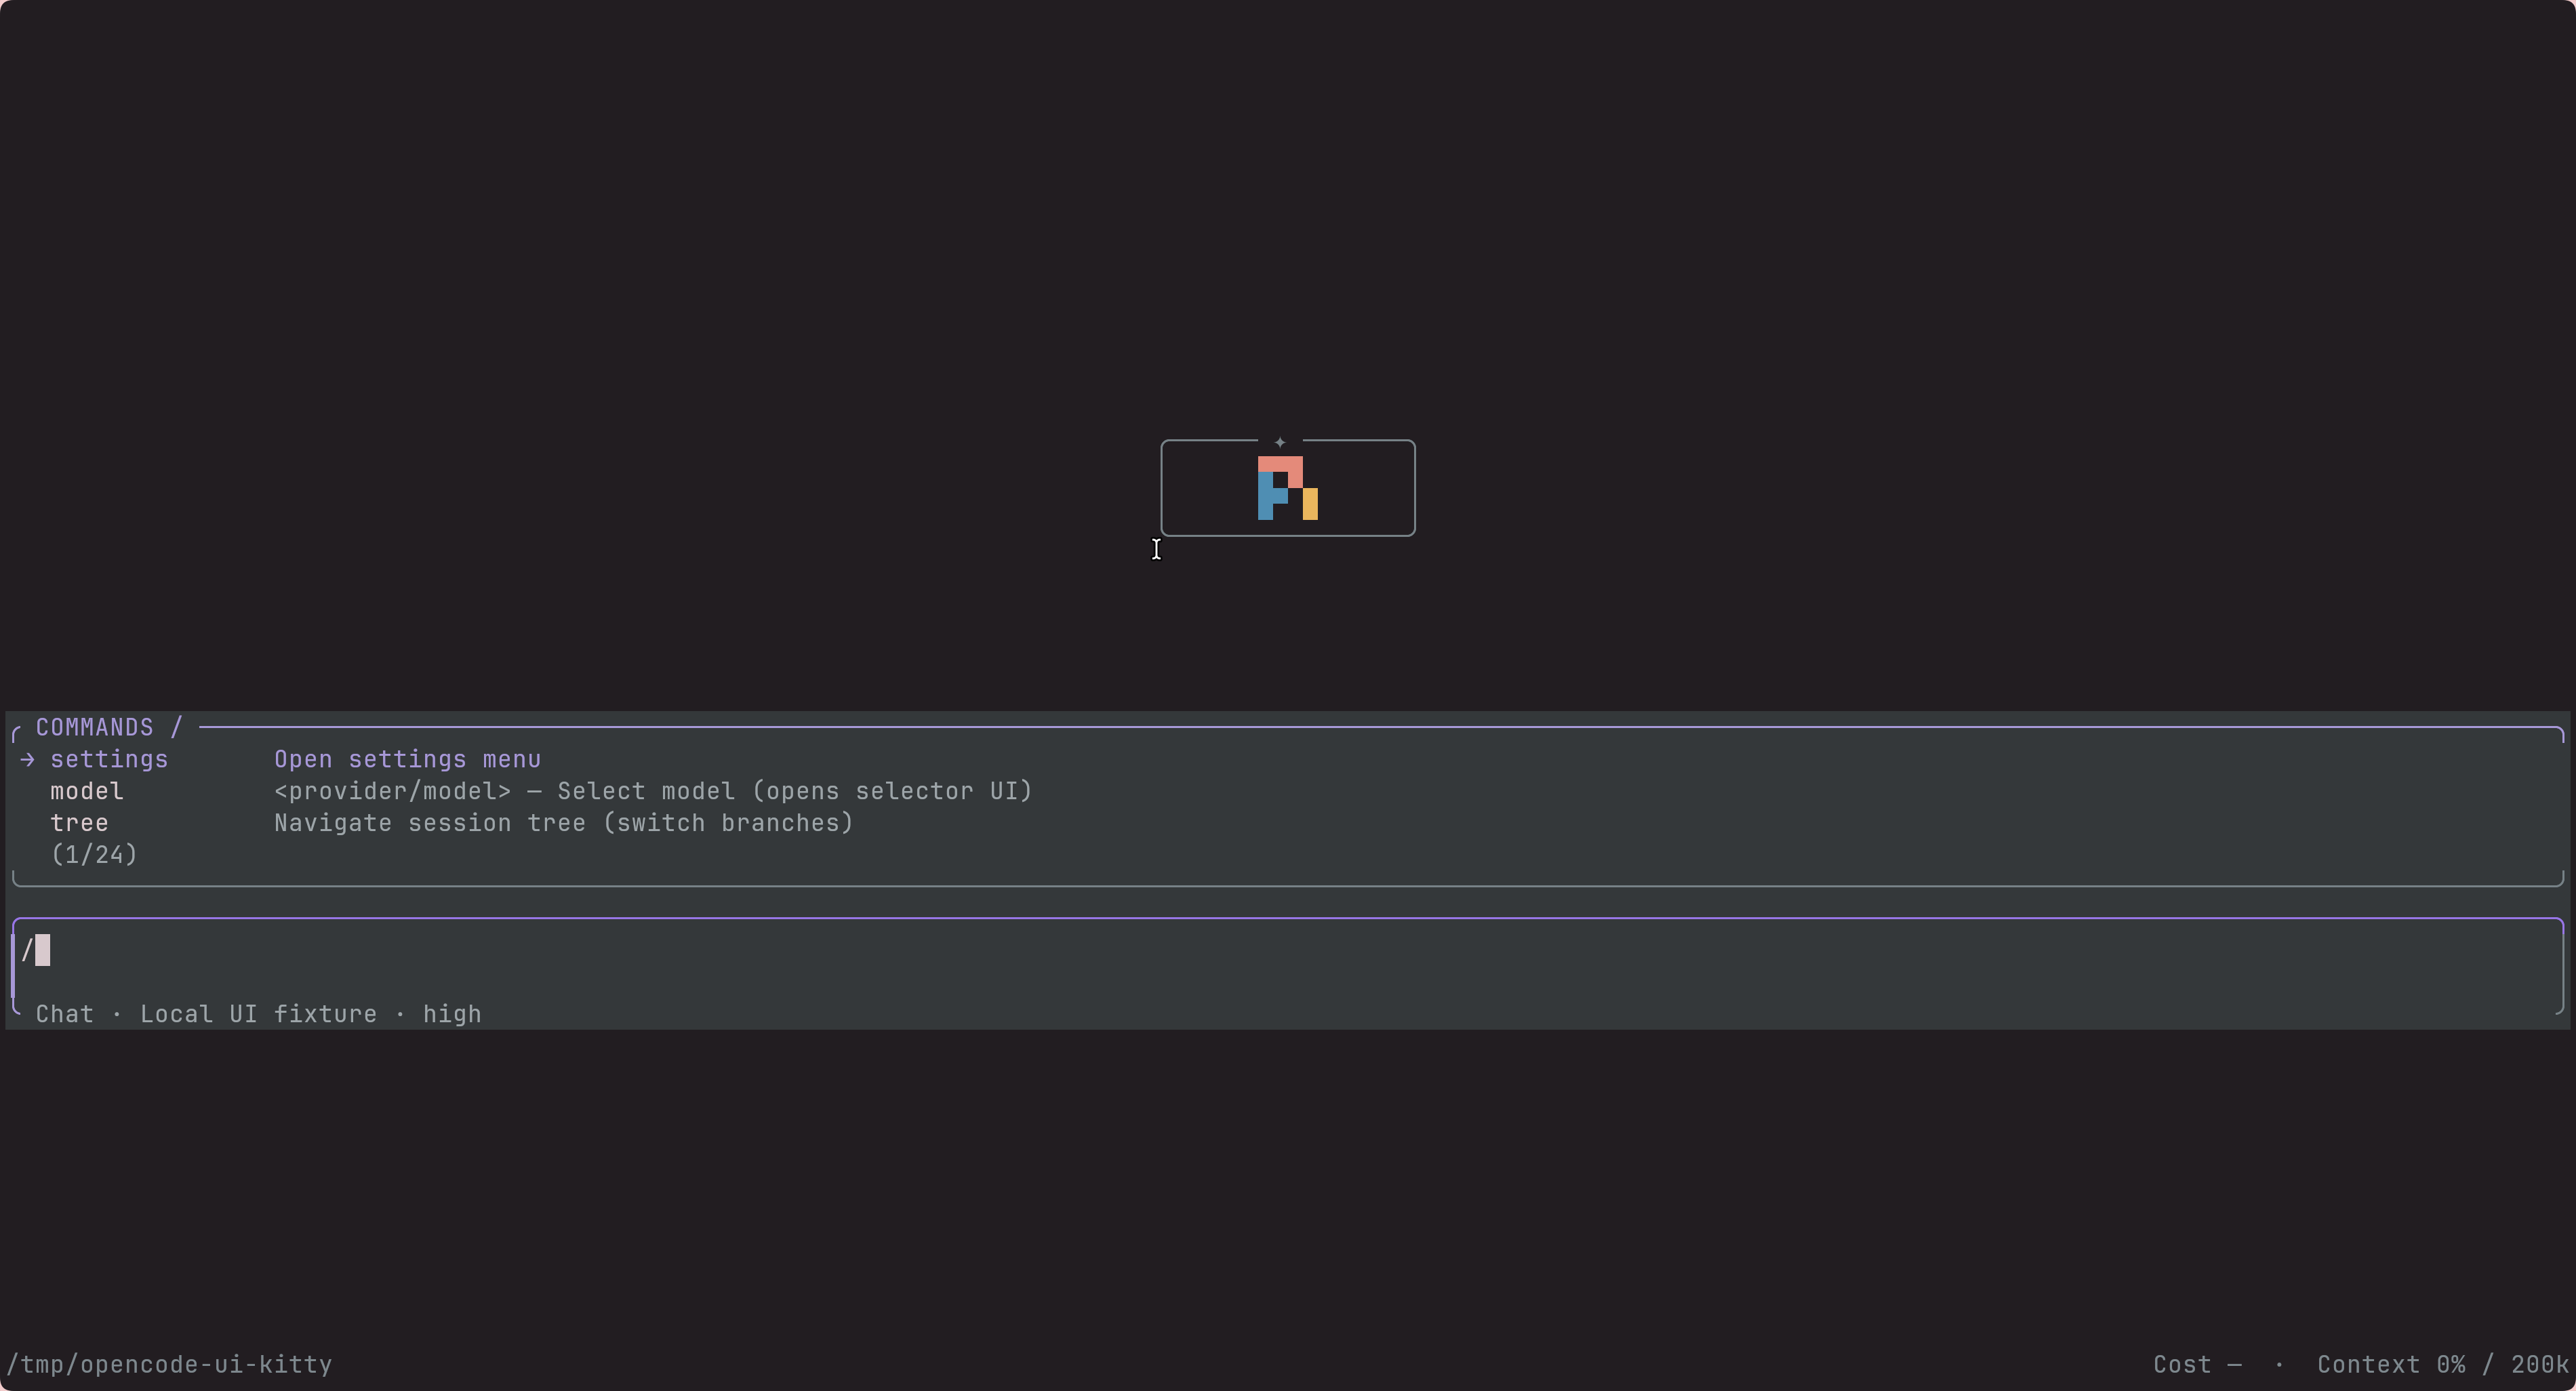 COMMANDS /
→ settings Open settings menu
model <provider/model> — Select model (opens selector UI)
tree Navigate session tree (switch branches)
(1/24)
/
Chat · Local UI fixture · high
/tmp/opencode-ui-kitty Cost — · Context 0% / 200k